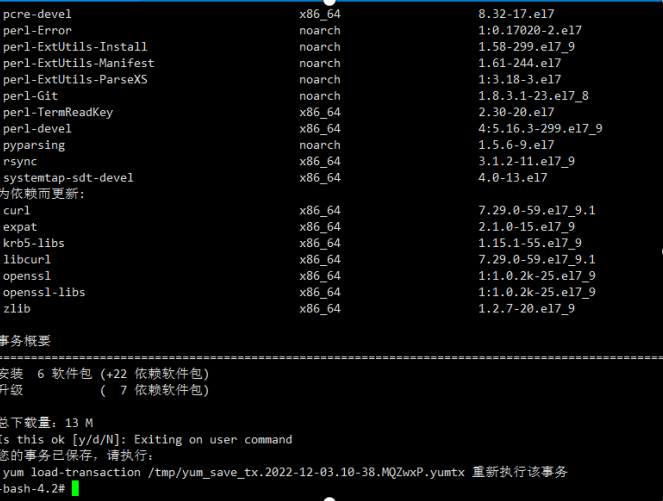 pcre-devel x86_64 8.32-17.el7
perl-Error noarch 1:0.17020-2.el7
perl-ExtUtils-Install noarch 1.58-299.el7_9
perl-ExtUtils-Manifest noarch 1.61-244.el7
perl-ExtUtils-ParseXS noarch 1:3.18-3.el7
perl-Git noarch 1.8.3.1-23.el7_8
perl-TermReadKey x86_64 2.30-20.el7
perl-devel x86_64 4:5.16.3-299.el7_9
pyparsing noarch 1.5.6-9.el7
rsync x86_64 3.1.2-11.el7_9
systemtap-sdt-devel x86_64 4.0-13.el7
为依赖而更新:
curl x86_64 7.29.0-59.el7_9.1
expat x86_64 2.1.0-15.el7_9
krb5-libs x86_64 1.15.1-55.el7_9
libcurl x86_64 7.29.0-59.el7_9.1
openssl x86_64 1:1.0.2k-25.el7_9
openssl-libs x86_64 1:1.0.2k-25.el7_9
zlib x86_64 1.2.7-20.el7_9
事务概要
================================================================================
安装 6 软件包 (+22 依赖软件包)
升级 ( 7 依赖软件包)
总下载量：13 M
Is this ok [y/d/N]: Exiting on user command
您的事务已保存，请执行：
yum load-transaction /tmp/yum_save_tx.2022-12-03.10-38.MQZwxP.yumtx 重新执行该事务
-bash-4.2#